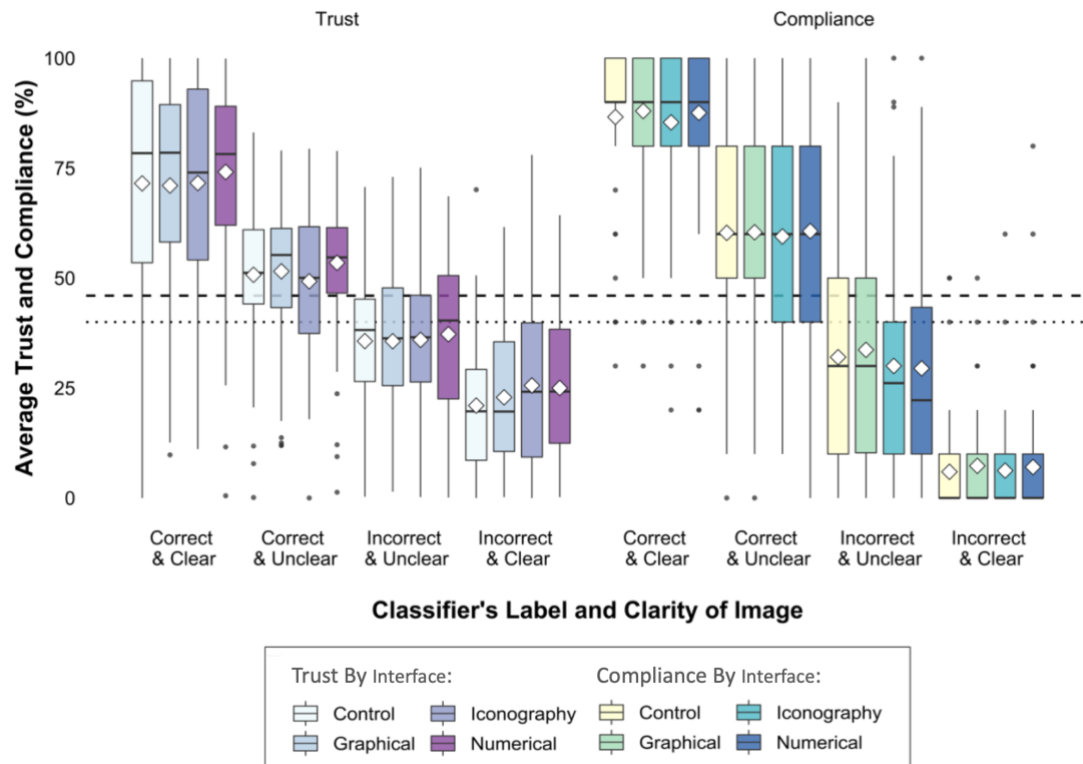 Trust
Compliance
Average Trust and Compliance (%)
100
75
50
25
0
Correct
& Clear
Correct
& Unclear
Incorrect
& Unclear
Incorrect
& Clear
Correct
& Clear
Correct
& Unclear
Incorrect
& Unclear
Incorrect
& Clear
Classifier's Label and Clarity of Image
Trust By Interface:
Control
Iconography
Graphical
Numerical
Compliance By Interface:
Control
Iconography
Graphical
Numerical